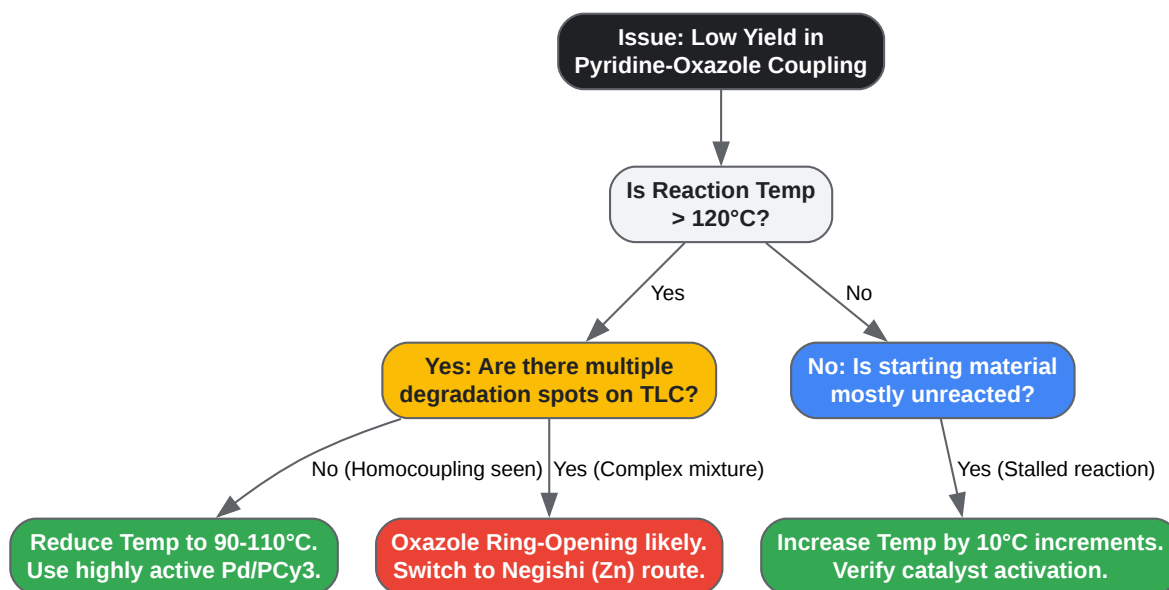 Issue: Low Yield in
Pyridine-Oxazole Coupling
Is Reaction Temp
> 120°C?
Yes
No
Yes: Are there multiple
degradation spots on TLC?
No: Is starting material
mostly unreacted?
No (Homocoupling seen)
Yes (Complex mixture)
Yes (Stalled reaction)
Reduce Temp to 90-110°C.
Use highly active Pd/PCy3.
Oxazole Ring-Opening likely.
Switch to Negishi (Zn) route.
Increase Temp by 10°C increments.
Verify catalyst activation.